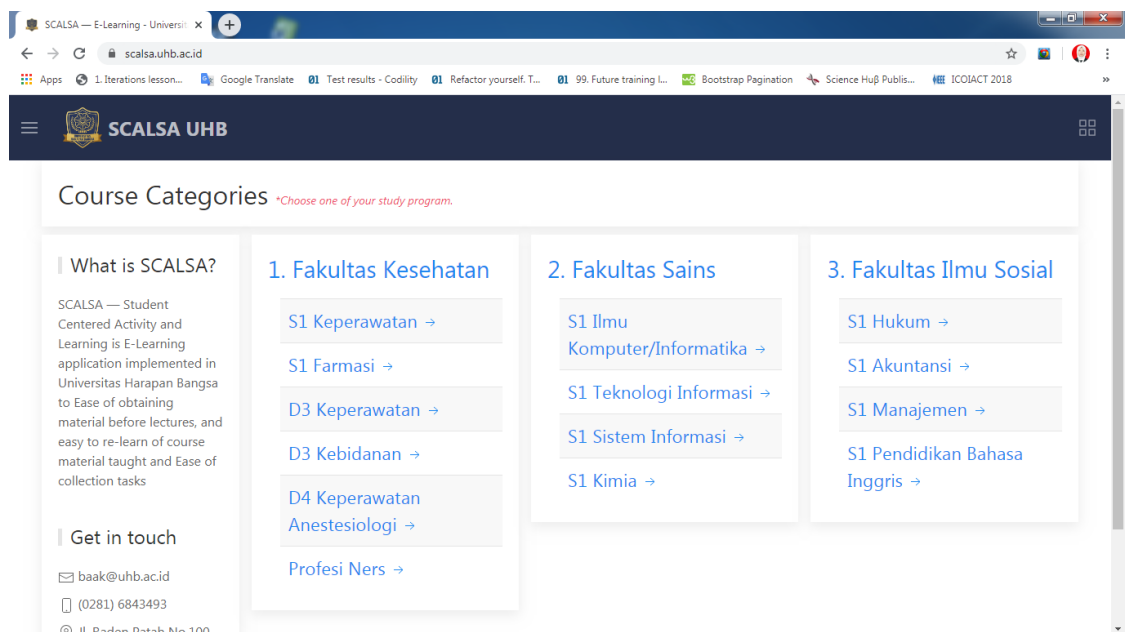 SCALSA — E-Learning - Universi
scalsa.uhb.ac.id
Apps 1. Iterations lesson... Google Translate Test results - Codility Refactor yourself. T... 99. Future training l... Bootstrap Pagination Science Huβ Publis... ICOIACT 2018 »
SCALSA UHB
Course Categories *Choose one of your study program.
What is SCALSA?
SCALSA — Student
Centered Activity and
Learning is E-Learning
application implemented in
Universitas Harapan Bangsa
to Ease of obtaining
material before lectures, and
easy to re-learn of course
material taught and Ease of
collection tasks
Get in touch
baak@uhb.ac.id
(0281) 6843493
Jl. Raden Patah No 100
1. Fakultas Kesehatan
S1 Keperawatan →
S1 Farmasi →
D3 Keperawatan →
D3 Kebidanan →
D4 Keperawatan
Anestesiologi →
Profesi Ners →
2. Fakultas Sains
S1 Ilmu
Komputer/Informatika →
S1 Teknologi Informasi →
S1 Sistem Informasi →
S1 Kimia →
3. Fakultas Ilmu Sosial
S1 Hukum →
S1 Akuntansi →
S1 Manajemen →
S1 Pendidikan Bahasa
Inggris →